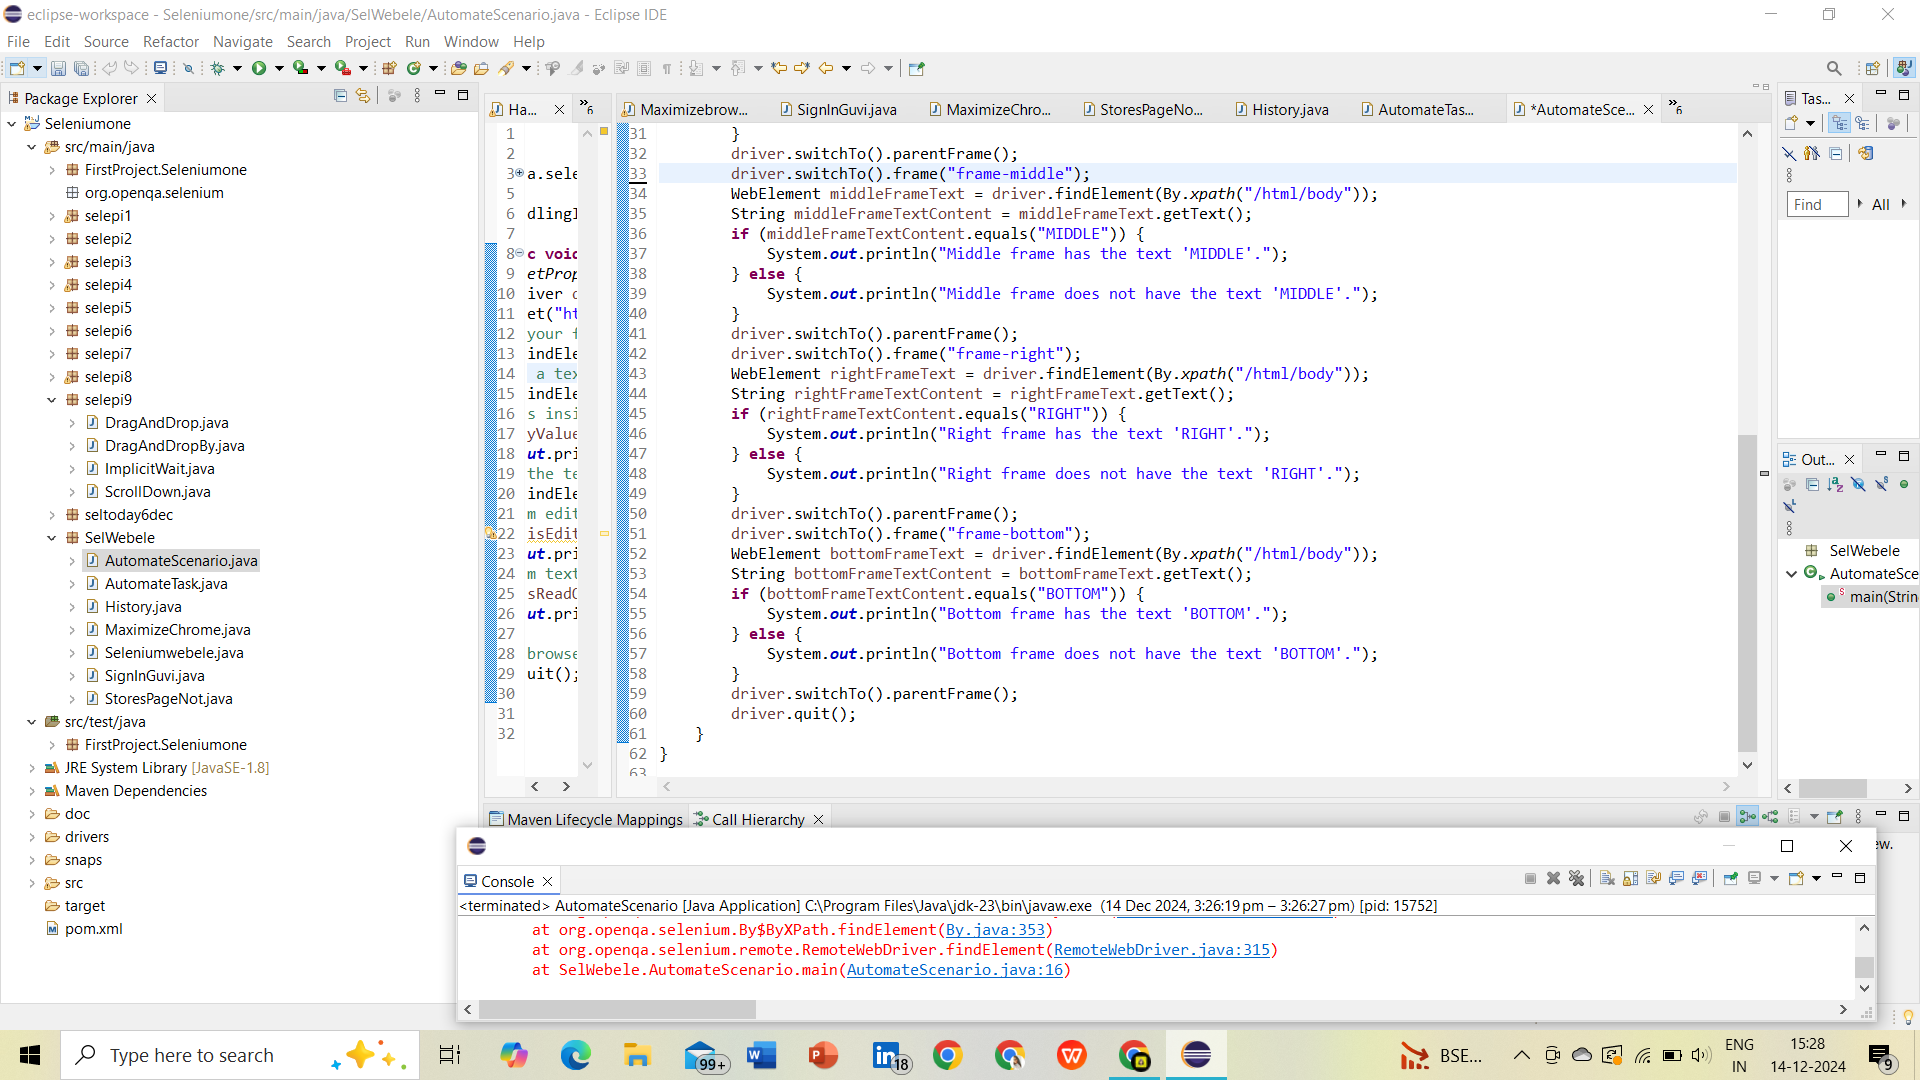 eclipse-workspace - Seleniumone/src/main/java/SelWebele/AutomateScenario.java - Eclipse IDE
File Edit Source Refactor Navigate Search Project Run Window Help
Package Explorer
Seleniumone
src/main/java
FirstProject.Seleniumone
org.openqa.selenium
selepi1
selepi2
selepi3
selepi4
selepi5
selepi6
selepi7
selepi8
selepi9
DragAndDrop.java
DragAndDropBy.java
ImplicitWait.java
ScrollDown.java
seltoday6dec
SelWebele
AutomateScenario.java
AutomateTask.java
History.java
MaximizeChrome.java
Seleniumwebele.java
SignInGuvi.java
StoresPageNot.java
src/test/java
FirstProject.Seleniumone
JRE System Library [JavaSE-1.8]
Maven Dependencies
doc
drivers
snaps
src
target
pom.xml
Ha... »6
1
2
3 a.sele
5
6 dlingI
7
8 c void
9 etProp
10 iver d
11 et("ht
12 your f
13 indEle
14 a tex
15 indEle
16 s insi
17 yValue
18 ut.pri
19 the te
20 indEle
21 m edit
22 isEdit
23 ut.pri
24 m text
25 sReadO
26 ut.pri
27
28 browse
29 uit();
30
31
32
Maximizebrow... SignInGuvi.java MaximizeChro... StoresPageNo... History.java AutomateTas... *AutomateSce... »6
31 }
32 driver.switchTo().parentFrame();
33 driver.switchTo().frame("frame-middle");
34 WebElement middleFrameText = driver.findElement(By.xpath("/html/body"));
35 String middleFrameTextContent = middleFrameText.getText();
36 if (middleFrameTextContent.equals("MIDDLE")) {
37 System.out.println("Middle frame has the text 'MIDDLE'.");
38 } else {
39 System.out.println("Middle frame does not have the text 'MIDDLE'.");
40 }
41 driver.switchTo().parentFrame();
42 driver.switchTo().frame("frame-right");
43 WebElement rightFrameText = driver.findElement(By.xpath("/html/body"));
44 String rightFrameTextContent = rightFrameText.getText();
45 if (rightFrameTextContent.equals("RIGHT")) {
46 System.out.println("Right frame has the text 'RIGHT'.");
47 } else {
48 System.out.println("Right frame does not have the text 'RIGHT'.");
49 }
50 driver.switchTo().parentFrame();
51 driver.switchTo().frame("frame-bottom");
52 WebElement bottomFrameText = driver.findElement(By.xpath("/html/body"));
53 String bottomFrameTextContent = bottomFrameText.getText();
54 if (bottomFrameTextContent.equals("BOTTOM")) {
55 System.out.println("Bottom frame has the text 'BOTTOM'.");
56 } else {
57 System.out.println("Bottom frame does not have the text 'BOTTOM'.");
58 }
59 driver.switchTo().parentFrame();
60 driver.quit();
61 }
62 }
63
Tas...
Find All
Out...
SelWebele
AutomateSce
main(Strin
Maven Lifecycle Mappings Call Hierarchy
ew.
Console
<terminated> AutomateScenario [Java Application] C:\Program Files\Java\jdk-23\bin\javaw.exe (14 Dec 2024, 3:26:19 pm – 3:26:27 pm) [pid: 15752]
at org.openqa.selenium.By$ByXPath.findElement(By.java:353)
at org.openqa.selenium.remote.RemoteWebDriver.findElement(RemoteWebDriver.java:315)
at SelWebele.AutomateScenario.main(AutomateScenario.java:16)
Type here to search
99+
18
BSE...
ENG
IN
15:28
14-12-2024
9